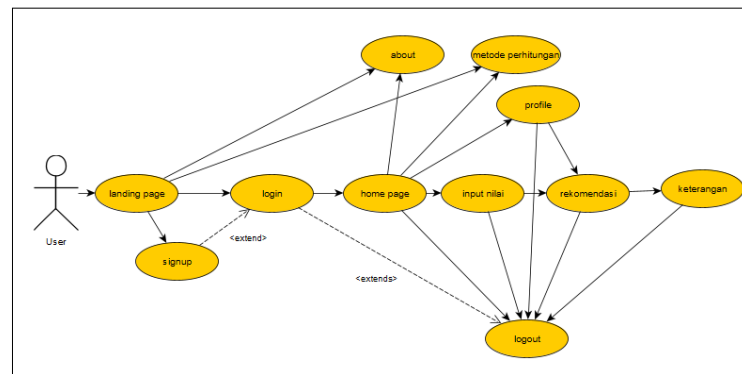 about
metode perhitungan
profile
landing page
login
home page
input nilai
rekomendasi
keterangan
User
<extend>
signup
<extends>
logout